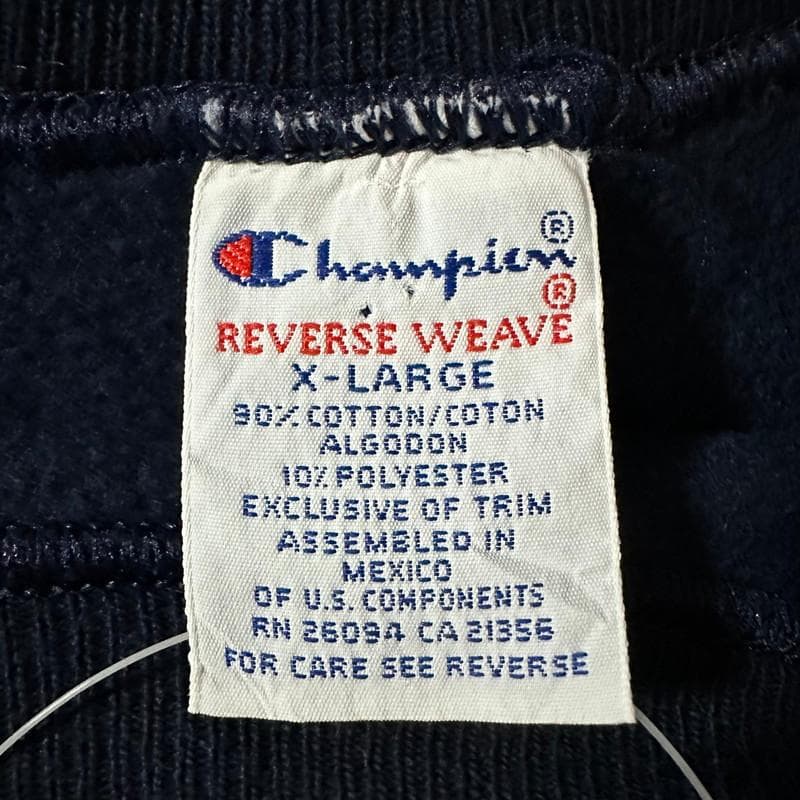 Champion®
®
REVERSE WEAVE
X-LARGE
90% COTTON/COTON
ALGODON
10% POLYESTER
EXCLUSIVE OF TRIM
ASSEMBLED IN
MEXICO
OF U.S. COMPONENTS
RN 26094 CA 21356
FOR CARE SEE REVERSE